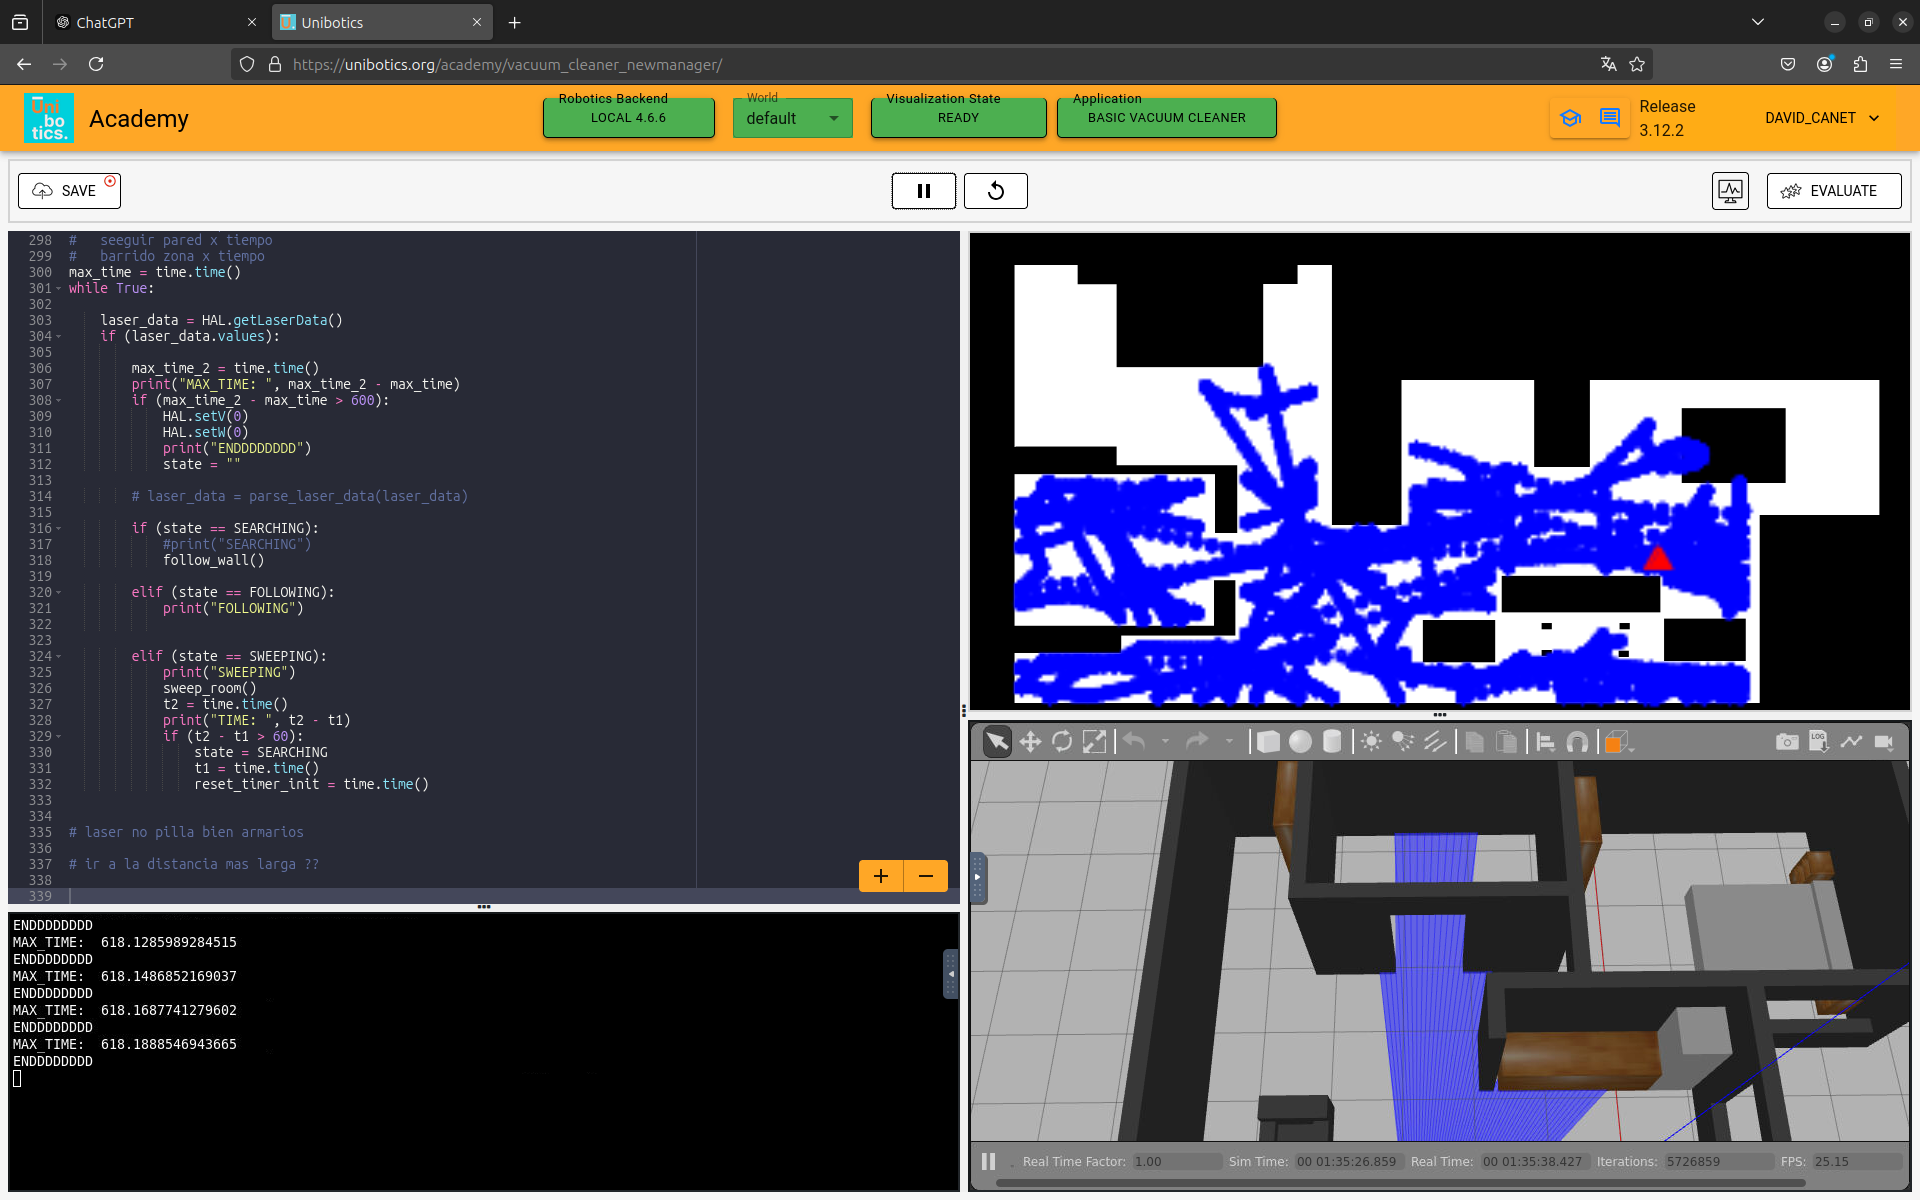 ChatGPT
Unibotics
https://unibotics.org/academy/vacuum_cleaner_newmanager/
Uni
.bo
tics.
Academy
Robotics Backend
LOCAL 4.6.6
World
default
Visualization State
READY
Application
BASIC VACUUM CLEANER
Release
3.12.2
DAVID_CANET
SAVE
EVALUATE
298 #   seeguir pared x tiempo
299 #   barrido zona x tiempo
300 max_time = time.time()
301 while True:
302
303     laser_data = HAL.getLaserData()
304     if (laser_data.values):
305
306         max_time_2 = time.time()
307         print("MAX_TIME: ", max_time_2 - max_time)
308         if (max_time_2 - max_time > 600):
309             HAL.setV(0)
310             HAL.setW(0)
311             print("ENDDDDDDDD")
312             state = ""
313
314         # laser_data = parse_laser_data(laser_data)
315
316         if (state == SEARCHING):
317             #print("SEARCHING")
318             follow_wall()
319
320         elif (state == FOLLOWING):
321             print("FOLLOWING")
322
323
324         elif (state == SWEEPING):
325             print("SWEEPING")
326             sweep_room()
327             t2 = time.time()
328             print("TIME: ", t2 - t1)
329             if (t2 - t1 > 60):
330                 state = SEARCHING
331                 t1 = time.time()
332                 reset_timer_init = time.time()
333
334
335 # laser no pilla bien armarios
336
337 # ir a la distancia mas larga ??
338
339
+ −
ENDDDDDDDD
MAX_TIME:  618.1285989284515
ENDDDDDDDD
MAX_TIME:  618.1486852169037
ENDDDDDDDD
MAX_TIME:  618.1687741279602
ENDDDDDDDD
MAX_TIME:  618.1888546943665
ENDDDDDDDD
LOG
Real Time Factor: 1.00 Sim Time: 00 01:35:26.859 Real Time: 00 01:35:38.427 Iterations: 5726859 FPS: 25.15